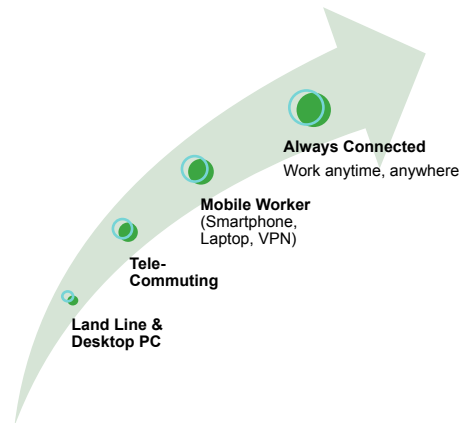 Always Connected
Work anytime, anywhere
Mobile Worker
(Smartphone,
Laptop, VPN)
Tele-
Commuting
Land Line &
Desktop PC